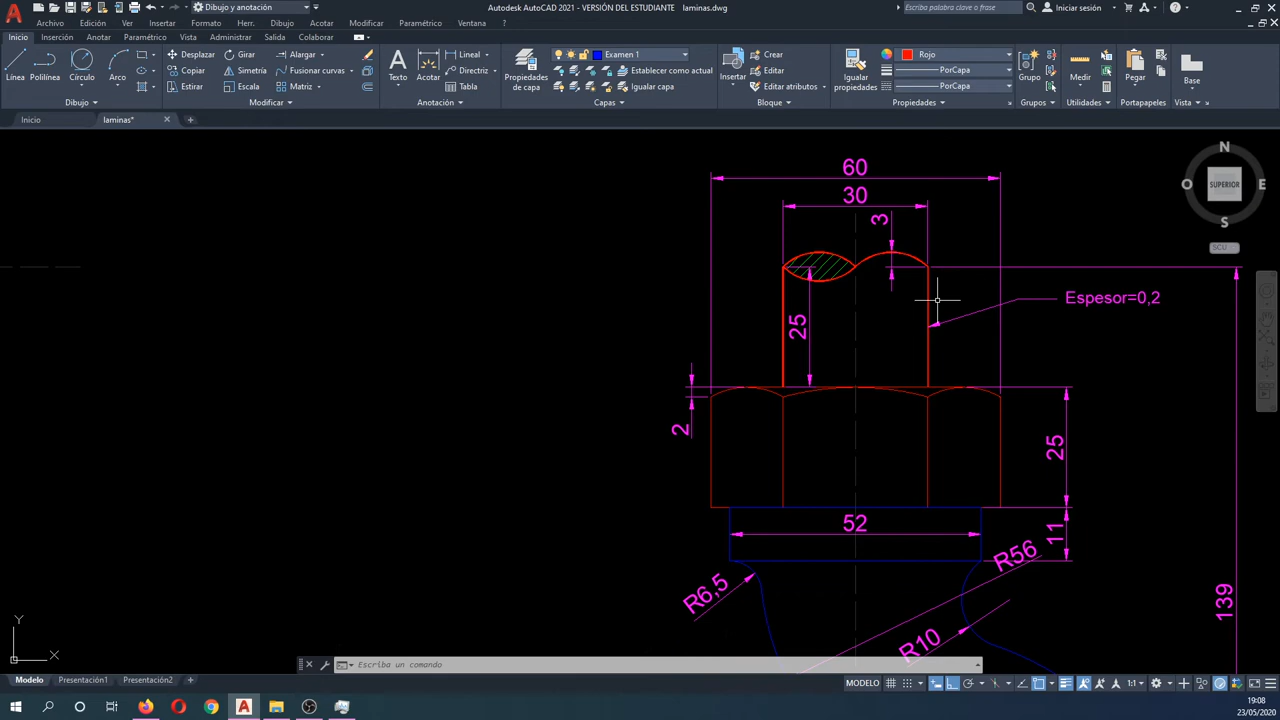 Dibujo y anotación
Autodesk AutoCAD 2021 - VERSIÓN DEL ESTUDIANTE laminas.dwg
Escriba palabra clave o frase
Iniciar sesión
Archivo Edición Ver Insertar Formato Herr. Dibujo Acotar Modificar Paramétrico Ventana
Inicio Inserción Anotar Paramétrico Vista Administrar Salida Colaborar
Línea Polilínea Círculo Arco
Desplazar Girar Alargar
Copiar Simetría Fusionar curvas
Estirar Escala Matriz
Texto Acotar
Lineal
Directriz
Tabla
Propiedades de capa
Examen 1
Establecer como actual
Igualar capa
Insertar
Crear
Editar
Editar atributos
Igualar propiedades
Rojo
PorCapa
PorCapa
Grupo
Medir
Pegar
Base
Dibujo Modificar Anotación Capas Bloque Propiedades Grupos Utilidades Portapapeles Vista
Inicio laminas*
N
O SUPERIOR E
S
SCU
60
30
3
Espesor=0,2
25
2
25
52
11
R56
R6,5
139
R10
Y
X
Escriba un comando
Modelo Presentación1 Presentación2
MODELO
1:1
19:08
23/05/2020